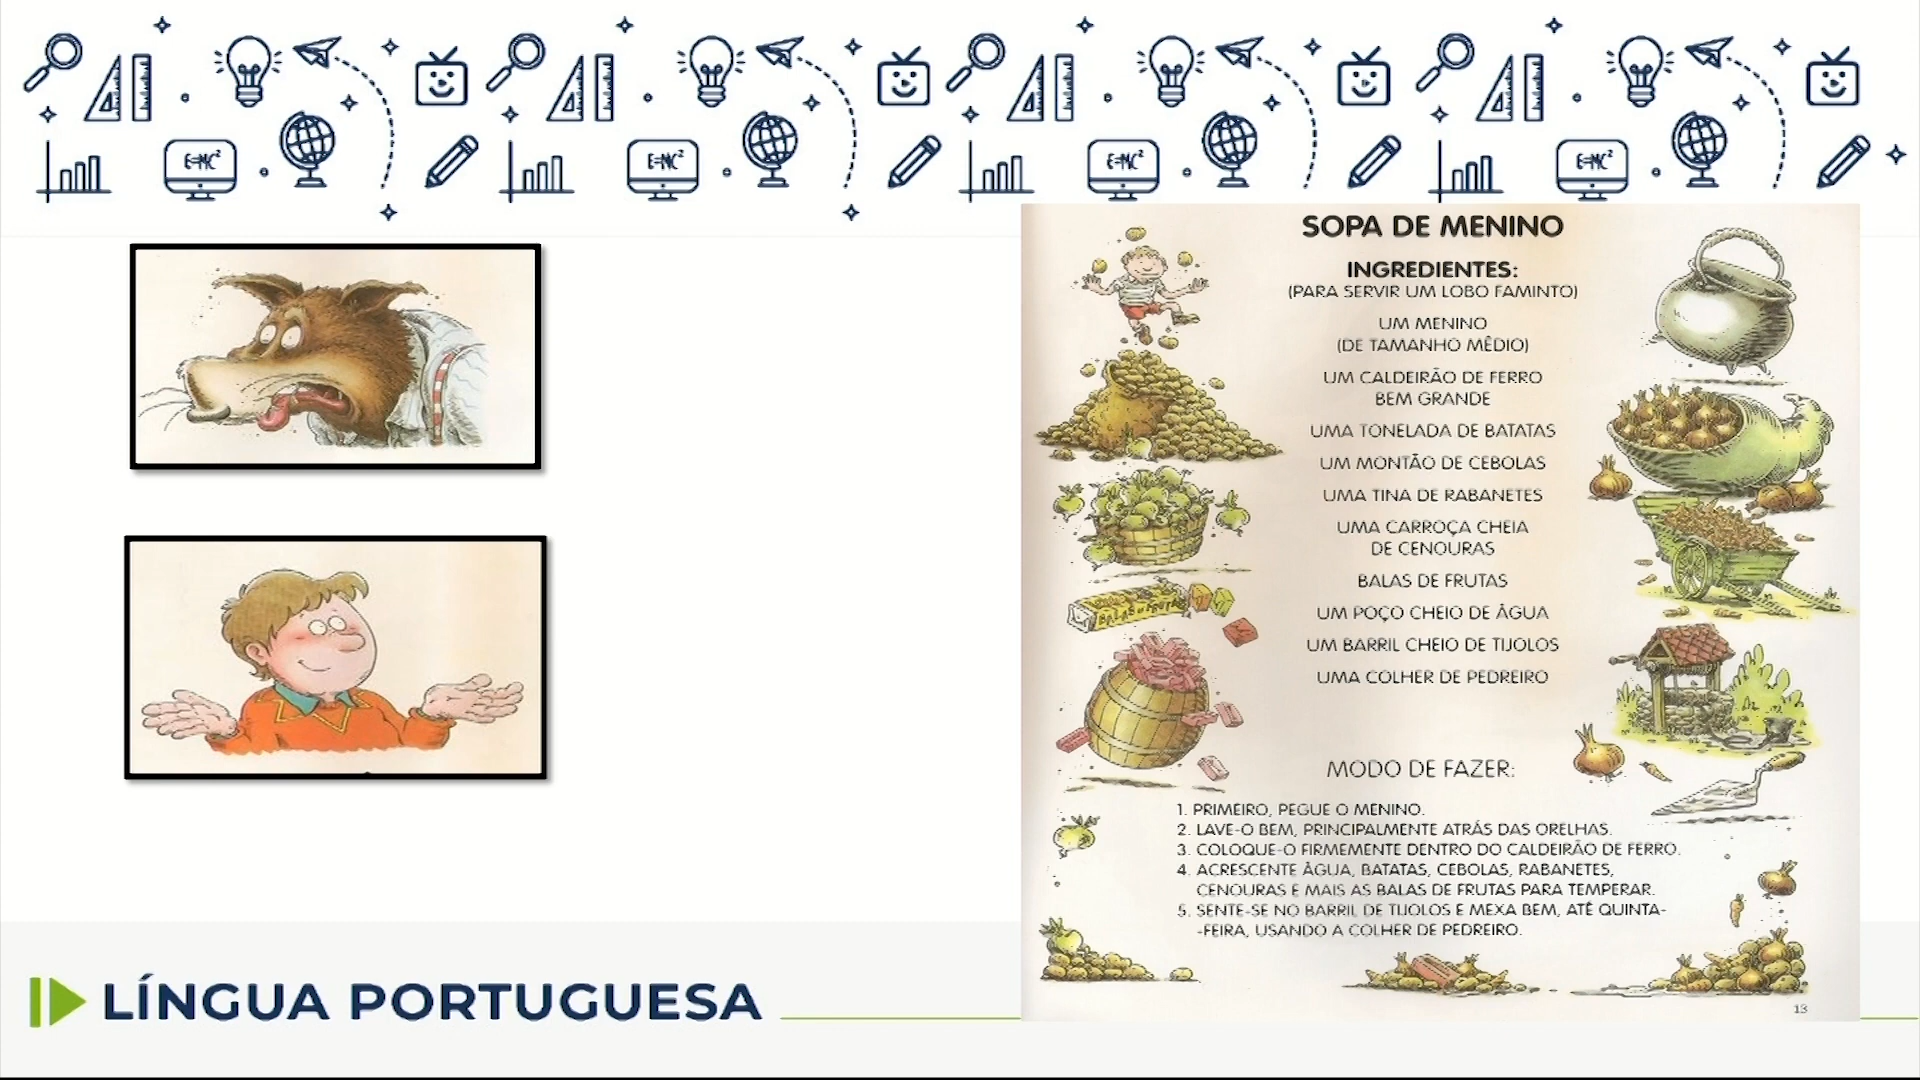 E=MC² E=MC² E=MC² E=MC²
SOPA DE MENINO
INGREDIENTES:
(PARA SERVIR UM LOBO FAMINTO)
UM MENINO
(DE TAMANHO MÉDIO)
UM CALDEIRÃO DE FERRO
BEM GRANDE
UMA TONELADA DE BATATAS
UM MONTÃO DE CEBOLAS
UMA TINA DE RABANETES
UMA CARROÇA CHEIA
DE CENOURAS
BALAS DE FRUTAS
UM POÇO CHEIO DE ÁGUA
UM BARRIL CHEIO DE TIJOLOS
UMA COLHER DE PEDREIRO
MODO DE FAZER:
1. PRIMEIRO, PEGUE O MENINO.
2. LAVE-O BEM, PRINCIPALMENTE ATRÁS DAS ORELHAS.
3. COLOQUE-O FIRMEMENTE DENTRO DO CALDEIRÃO DE FERRO.
4. ACRESCENTE ÁGUA, BATATAS, CEBOLAS, RABANETES,
CENOURAS E MAIS AS BALAS DE FRUTAS PARA TEMPERAR.
5. SENTE-SE NO BARRIL DE TIJOLOS E MEXA BEM, ATÉ QUINTA-
-FEIRA, USANDO A COLHER DE PEDREIRO.
13
LÍNGUA PORTUGUESA